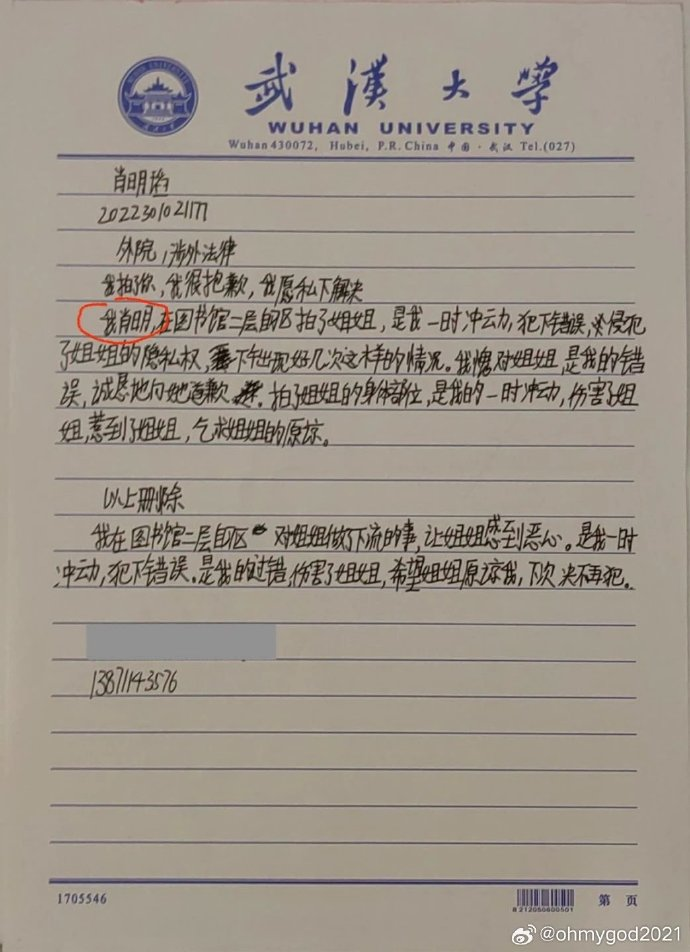 武漢大學
WUHAN UNIVERSITY
Wuhan 430072, Hubei, P.R. China 中国·武汉 Tel.(027)
肖明
2022301021177
外院,涉外法律
我拍了你,我很抱歉,我愿私下解决
我肖明,在图书馆二层自区拍了姐姐,是我一时冲云力,犯下错误,侵犯
了姐姐的隐私权,下出现好几次这样的情况。我愧对姐姐,是我的错
误,诚恳地向她道歉。拍了姐姐的身体部位,是我的一时冲动,伤害了姐
姐,惹到了姐姐,乞求姐姐的原谅。
以上删除
我在图书馆二层自区对姐姐做了下流的事,让姐姐感到恶心。是我一时
冲动,犯下错误。是我的过错,伤害了姐姐,希望姐姐原谅我,下次决不再犯。
13871143576
1705546
8 212050600501
第 页
@ohmygod2021